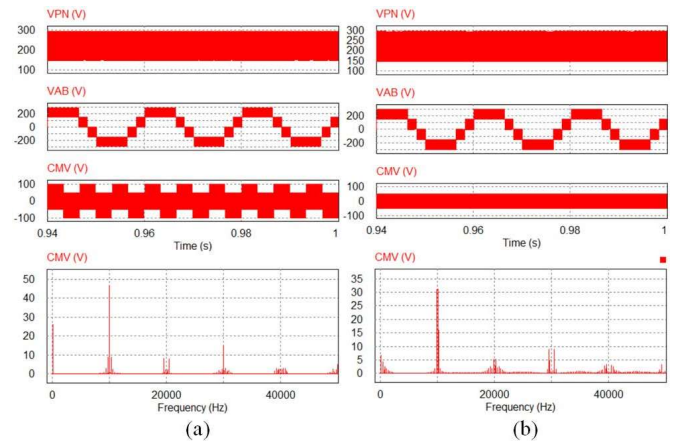 VPN (V)
300
200
100
VAB (V)
200
0
-200
CMV (V)
100
0
-100
0.94 0.96 0.98 1
Time (s)
CMV (V)
50
40
30
20
10
0
0 20000 40000
Frequency (Hz)
(a)
VPN (V)
300
250
200
150
100
VAB (V)
200
0
-200
CMV (V)
100
0
-100
0.94 0.96 0.98 1
Time (s)
CMV (V)
35
30
25
20
15
10
5
0
0 20000 40000
Frequency (Hz)
(b)